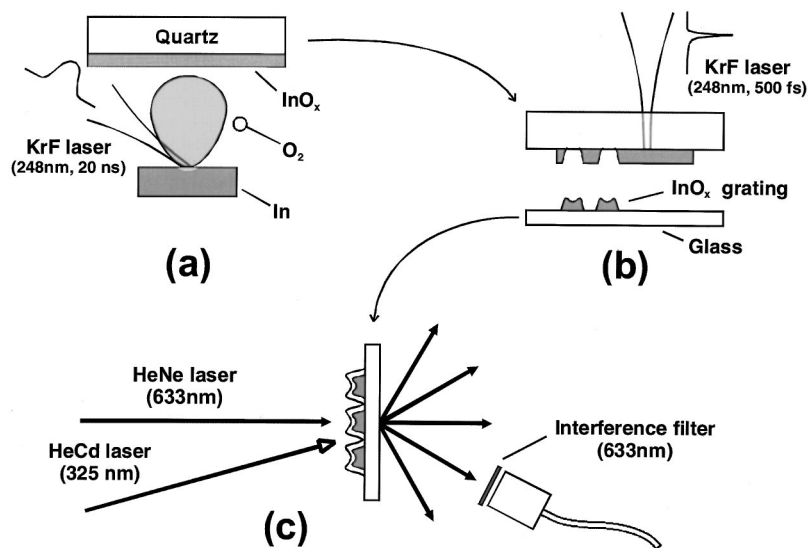 Quartz
InOx
KrF laser
(248nm, 20 ns)
O2
In
(a)
KrF laser
(248nm, 500 fs)
InOx grating
Glass
(b)
HeNe laser
(633nm)
HeCd laser
(325 nm)
Interference filter
(633nm)
(c)